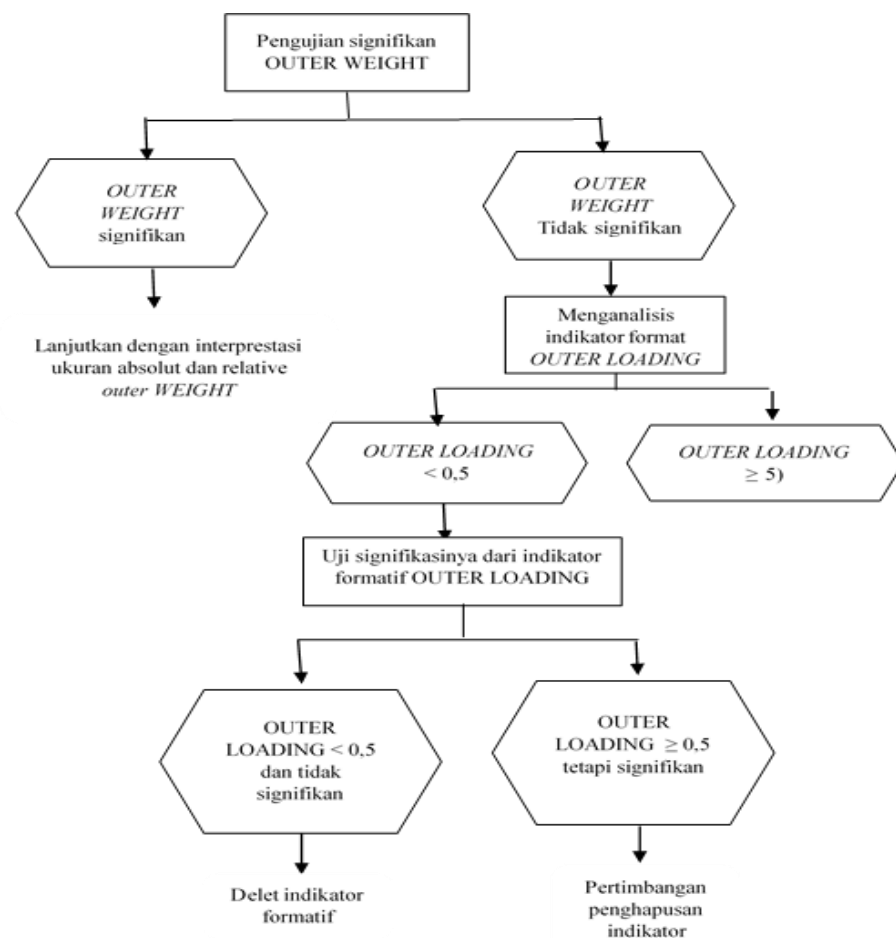 Pengujian signifikan
OUTER WEIGHT
OUTER
WEIGHT
signifikan
OUTER
WEIGHT
Tidak signifikan
Lanjutkan dengan interprestasi
ukuran absolut dan relative
outer WEIGHT
Menganalisis
indikator format
OUTER LOADING
OUTER LOADING
< 0,5
OUTER LOADING
≥ 5)
Uji signifikasinya dari indikator
formatif OUTER LOADING
OUTER
LOADING < 0,5
dan tidak
signifikan
OUTER
LOADING ≥ 0,5
tetapi signifikan
Delet indikator
formatif
Pertimbangan
penghapusan
indikator